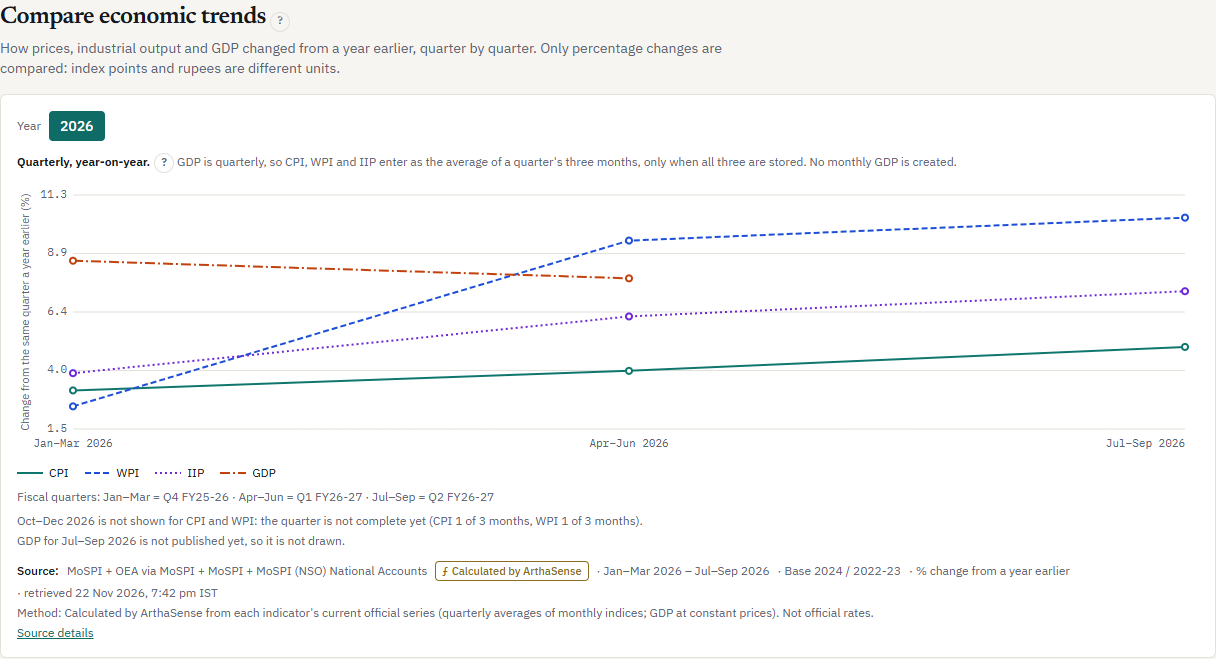 Compare economic trends ?
How prices, industrial output and GDP changed from a year earlier, quarter by quarter. Only percentage changes are
compared: index points and rupees are different units.
Year 2026
Quarterly, year-on-year. ? GDP is quarterly, so CPI, WPI and IIP enter as the average of a quarter's three months, only when all three are stored. No monthly GDP is created.
Change from the same quarter a year earlier (%)
11.3
8.9
6.4
4.0
1.5
Jan–Mar 2026 Apr–Jun 2026 Jul–Sep 2026
CPI WPI IIP GDP
Fiscal quarters: Jan–Mar = Q4 FY25-26 · Apr–Jun = Q1 FY26-27 · Jul–Sep = Q2 FY26-27
Oct–Dec 2026 is not shown for CPI and WPI: the quarter is not complete yet (CPI 1 of 3 months, WPI 1 of 3 months).
GDP for Jul–Sep 2026 is not published yet, so it is not drawn.
Source: MoSPI + OEA via MoSPI + MoSPI + MoSPI (NSO) National Accounts ƒ Calculated by ArthaSense · Jan–Mar 2026 – Jul–Sep 2026 · Base 2024 / 2022-23 · % change from a year earlier
· retrieved 22 Nov 2026, 7:42 pm IST
Method: Calculated by ArthaSense from each indicator's current official series (quarterly averages of monthly indices; GDP at constant prices). Not official rates.
Source details